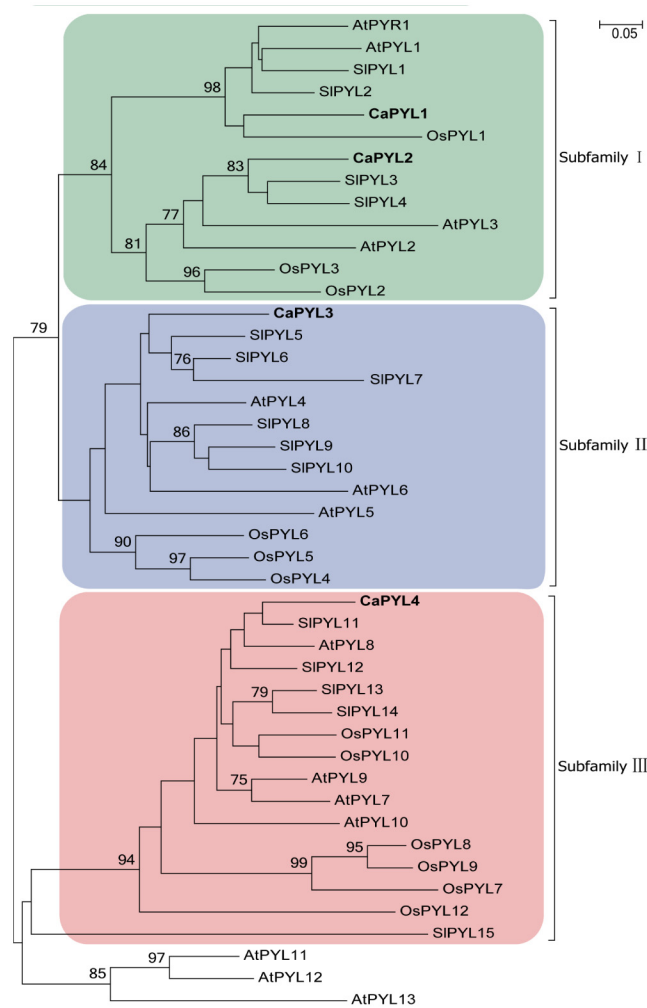 AtPYR1
0.05
AtPYL1
SlPYL1
98
SlPYL2
CaPYL1
OsPYL1
Subfamily I
83
CaPYL2
84
SlPYL3
SlPYL4
77
AtPYL3
81
AtPYL2
96
OsPYL3
OsPYL2
79
CaPYL3
SlPYL5
76
SlPYL6
SlPYL7
AtPYL4
86
SlPYL8
Subfamily II
SlPYL9
SlPYL10
AtPYL6
AtPYL5
90
OsPYL6
97
OsPYL5
OsPYL4
CaPYL4
SlPYL11
AtPYL8
SlPYL12
79
SlPYL13
SlPYL14
OsPYL11
OsPYL10
Subfamily III
75
AtPYL9
AtPYL7
AtPYL10
95
OsPYL8
94
99
OsPYL9
OsPYL7
OsPYL12
SlPYL15
97
AtPYL11
85
AtPYL12
AtPYL13